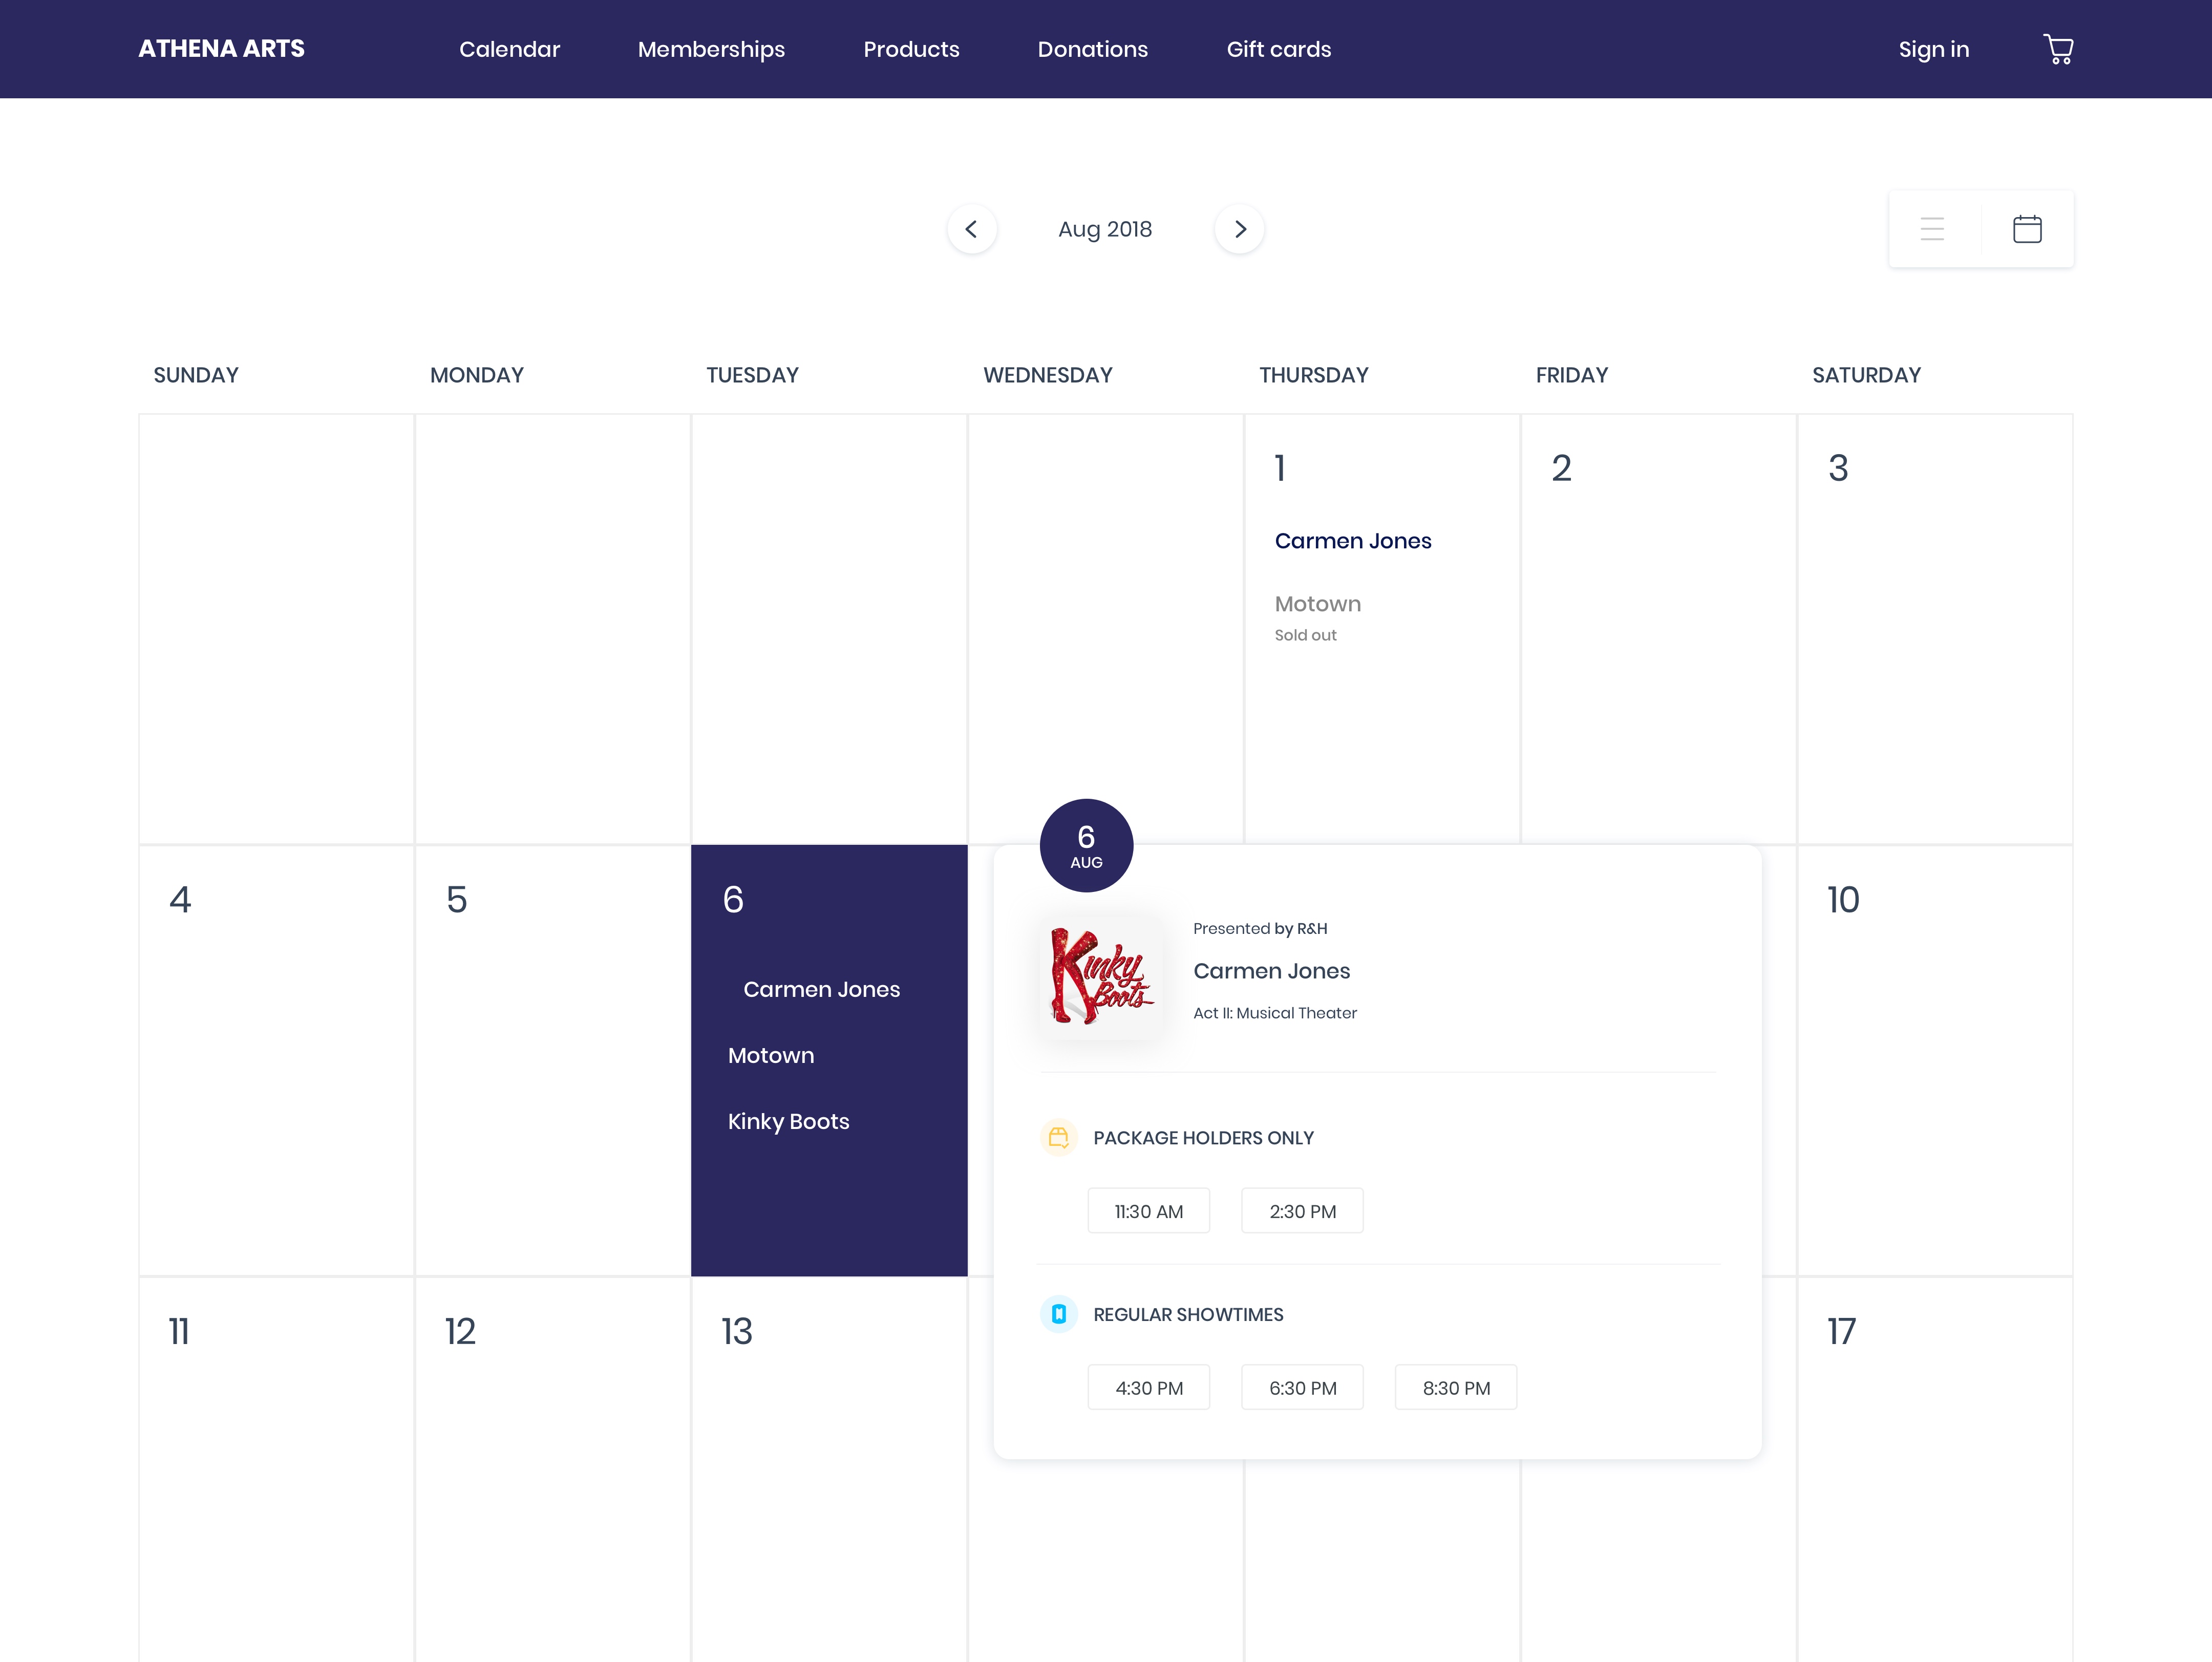 ATHENA ARTS Calendar Memberships Products Donations Gift cards Sign in
Aug 2018
SUNDAY MONDAY TUESDAY WEDNESDAY THURSDAY FRIDAY SATURDAY
1 2 3
Carmen Jones
Motown
Sold out
4 5 6 10
Carmen Jones
Motown
Kinky Boots
6
AUG
Kinky
Boots
Presented by R&H
Carmen Jones
Act II: Musical Theater
PACKAGE HOLDERS ONLY
11:30 AM 2:30 PM
REGULAR SHOWTIMES
4:30 PM 6:30 PM 8:30 PM
11 12 13 17